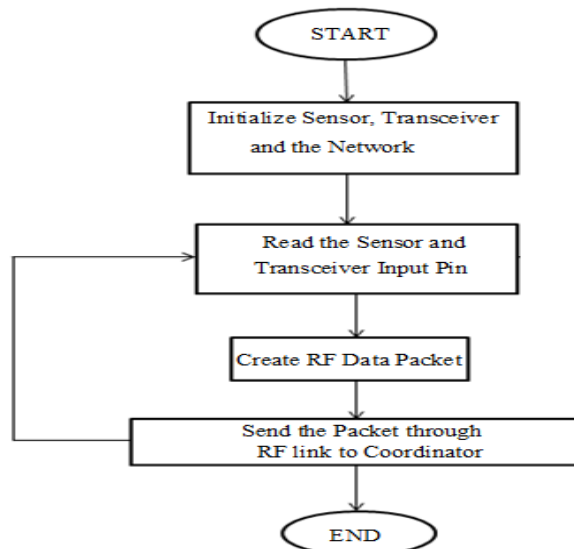 START
Initialize Sensor, Transceiver
and the Network
Read the Sensor and
Transceiver Input Pin
Create RF Data Packet
Send the Packet through
RF link to Coordinator
END